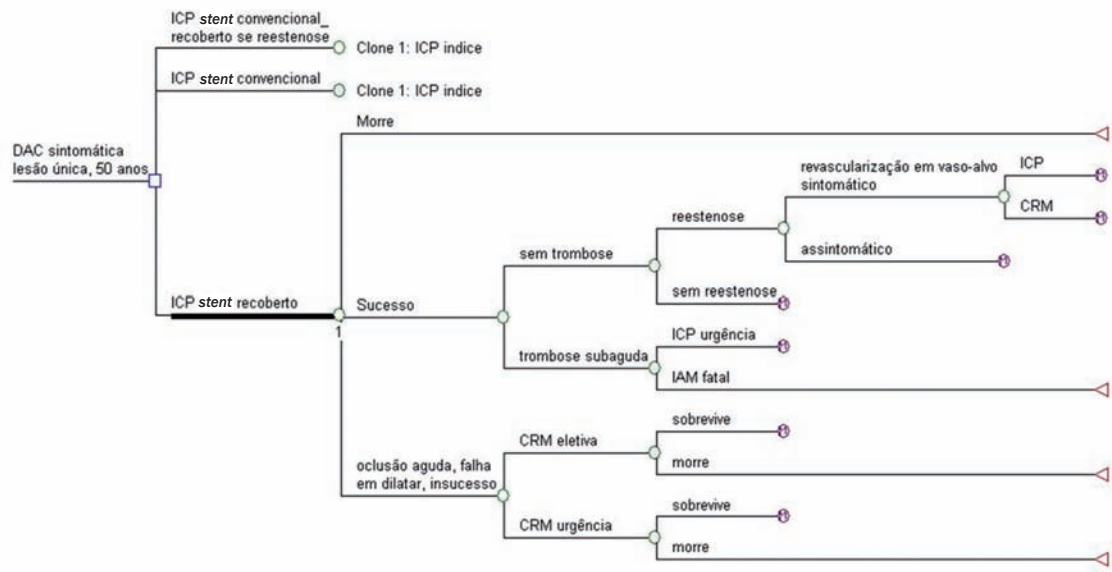 ICP stent convencional_
recoberto se reestenose
Clone 1: ICP indice
ICP stent convencional
Clone 1: ICP indice
Morre
DAC sintomática
lesão única, 50 anos
revascularização em vaso-alvo
sintomático
ICP
CRM
reestenose
assintomático
sem trombose
sem reestenose
ICP stent recoberto
1
Sucesso
ICP urgência
trombose subaguda
IAM fatal
sobrevive
CRM eletiva
morre
oclusão aguda, falha
em dilatar, insucesso
sobrevive
CRM urgência
morre